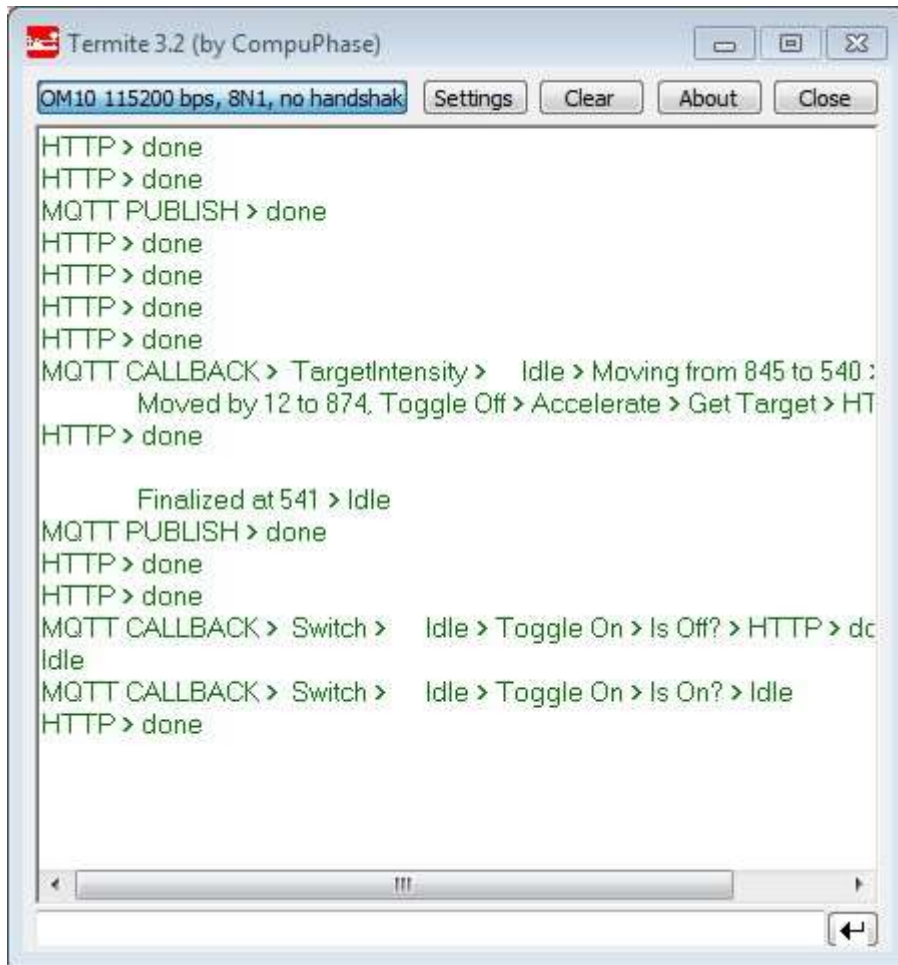 Termite 3.2 (by CompuPhase)
OM10 115200 bps, 8N1, no handshak Settings Clear About Close
HTTP > done
HTTP > done
MQTT PUBLISH > done
HTTP > done
HTTP > done
HTTP > done
HTTP > done
MQTT CALLBACK > TargetIntensity > Idle > Moving from 845 to 540 >
Moved by 12 to 874, Toggle Off > Accelerate > Get Target > HT
HTTP > done
Finalized at 541 > Idle
MQTT PUBLISH > done
HTTP > done
HTTP > done
MQTT CALLBACK > Switch > Idle > Toggle On > Is Off? > HTTP > do
Idle
MQTT CALLBACK > Switch > Idle > Toggle On > Is On? > Idle
HTTP > done